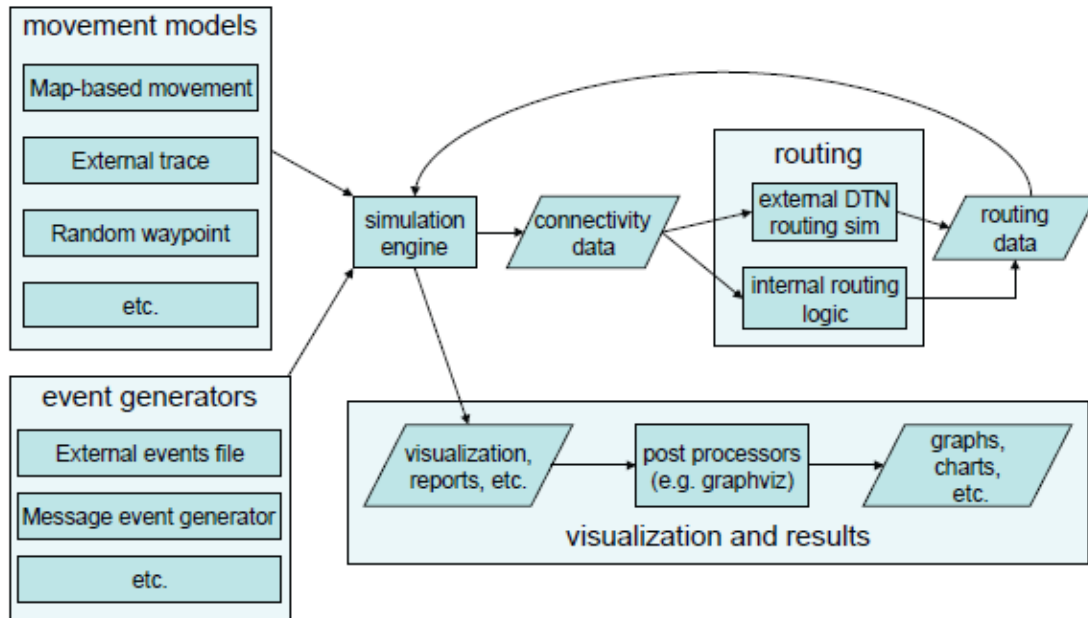 movement models
Map-based movement
External trace
Random waypoint
etc.
event generators
External events file
Message event generator
etc.
simulation
engine
connectivity
data
routing
external DTN
routing sim
internal routing
logic
routing
data
visualization,
reports, etc.
post processors
(e.g. graphviz)
graphs,
charts,
etc.
visualization and results